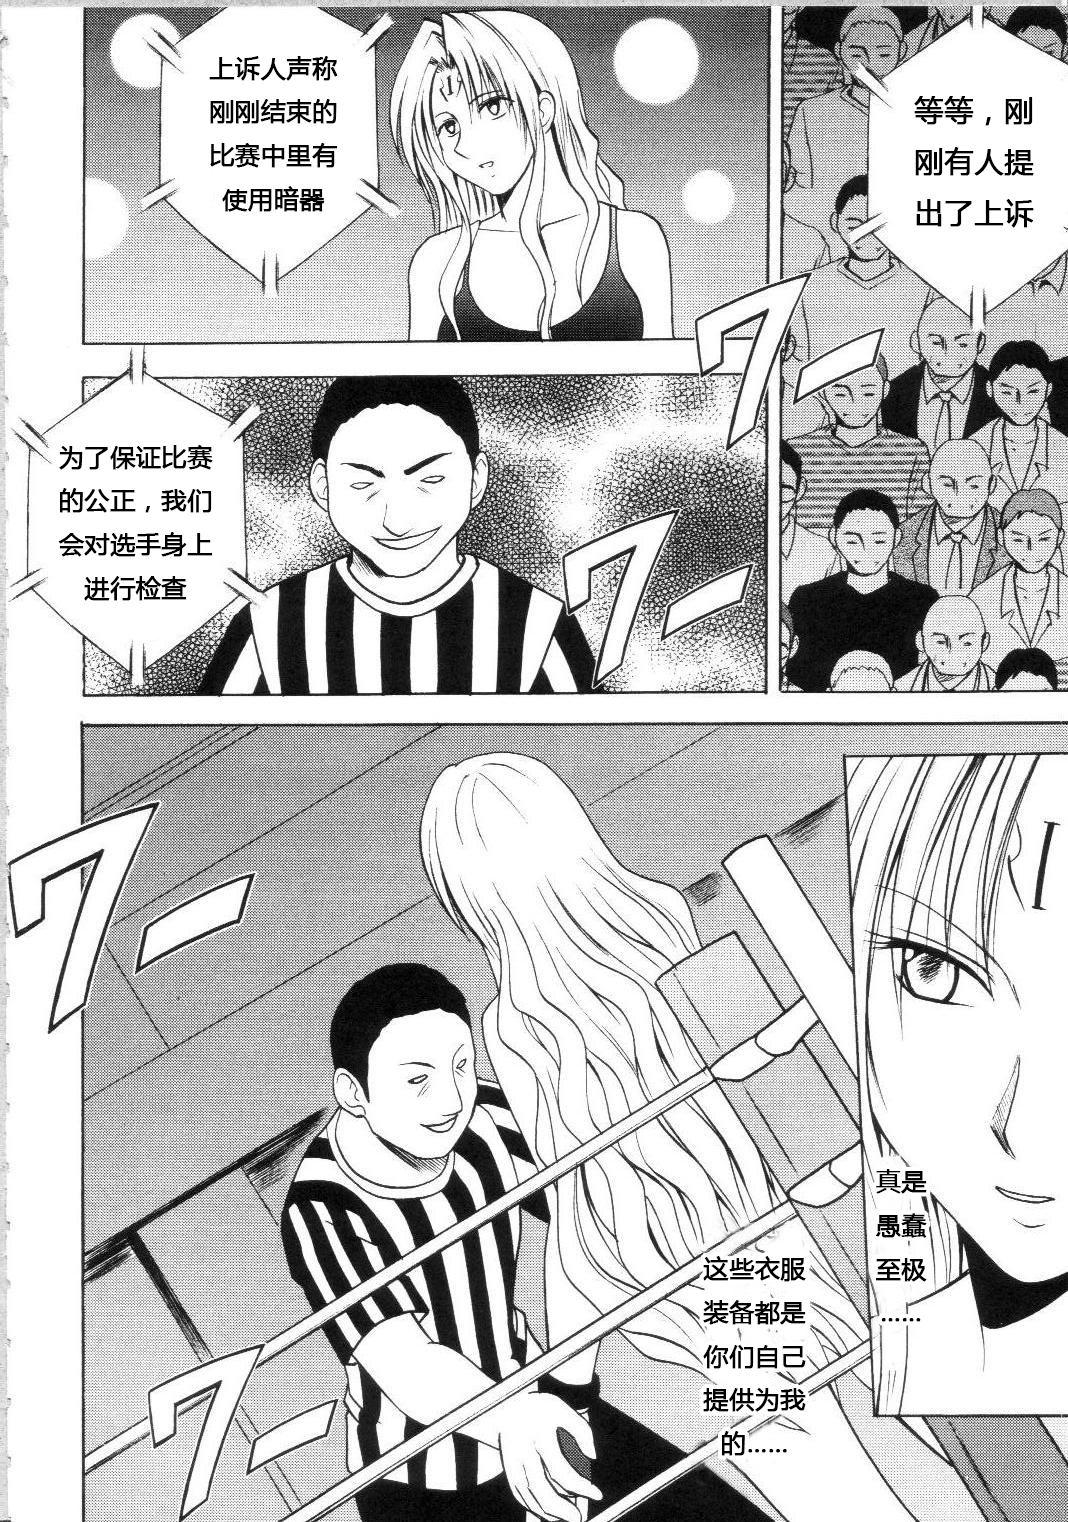 等等，刚
刚有人提
出了上诉
上诉人声称
刚刚结束的
比赛中里有
使用暗器
I
ワー
为了保证比赛
的公正，我们
会对选手身上
进行检查
ワー
I
真是
愚蠢
至极
……
ワー
这些衣服
装备都是
你们自己
提供为我
的……
ワー